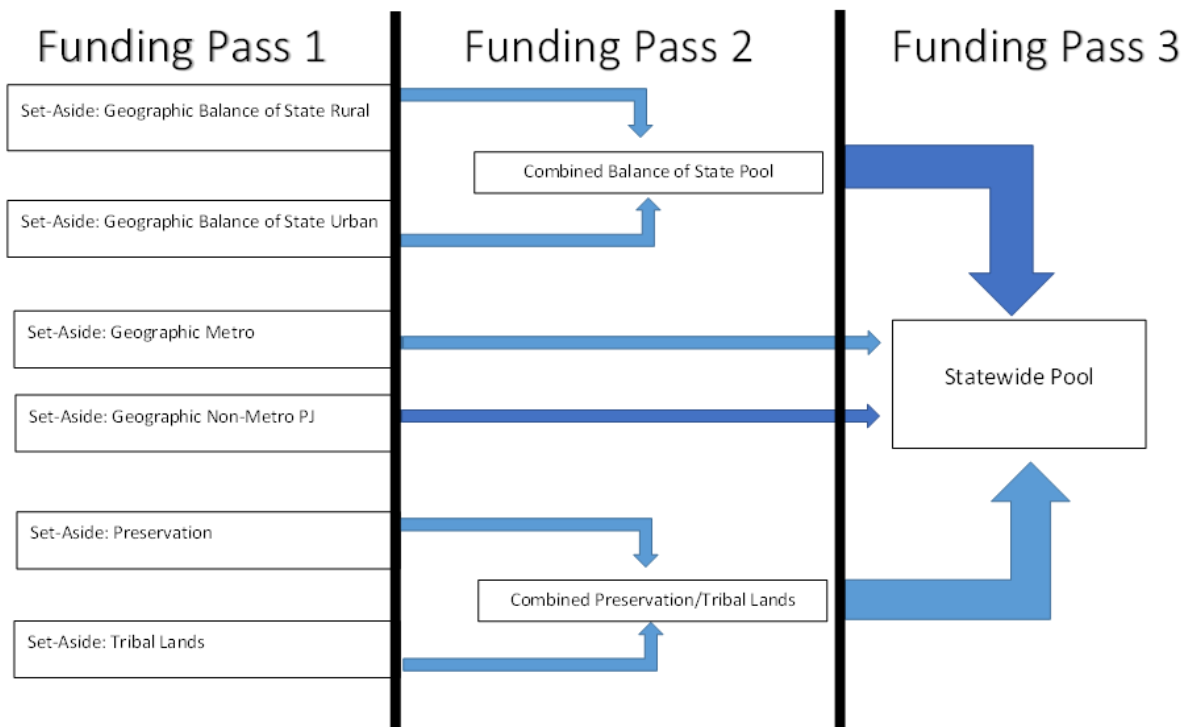 Funding Pass 1
Funding Pass 2
Funding Pass 3
Set-Aside: Geographic Balance of State Rural
Combined Balance of State Pool
Set-Aside: Geographic Balance of State Urban
Set-Aside: Geographic Metro
Statewide Pool
Set-Aside: Geographic Non-Metro PJ
Set-Aside: Preservation
Combined Preservation/Tribal Lands
Set-Aside: Tribal Lands